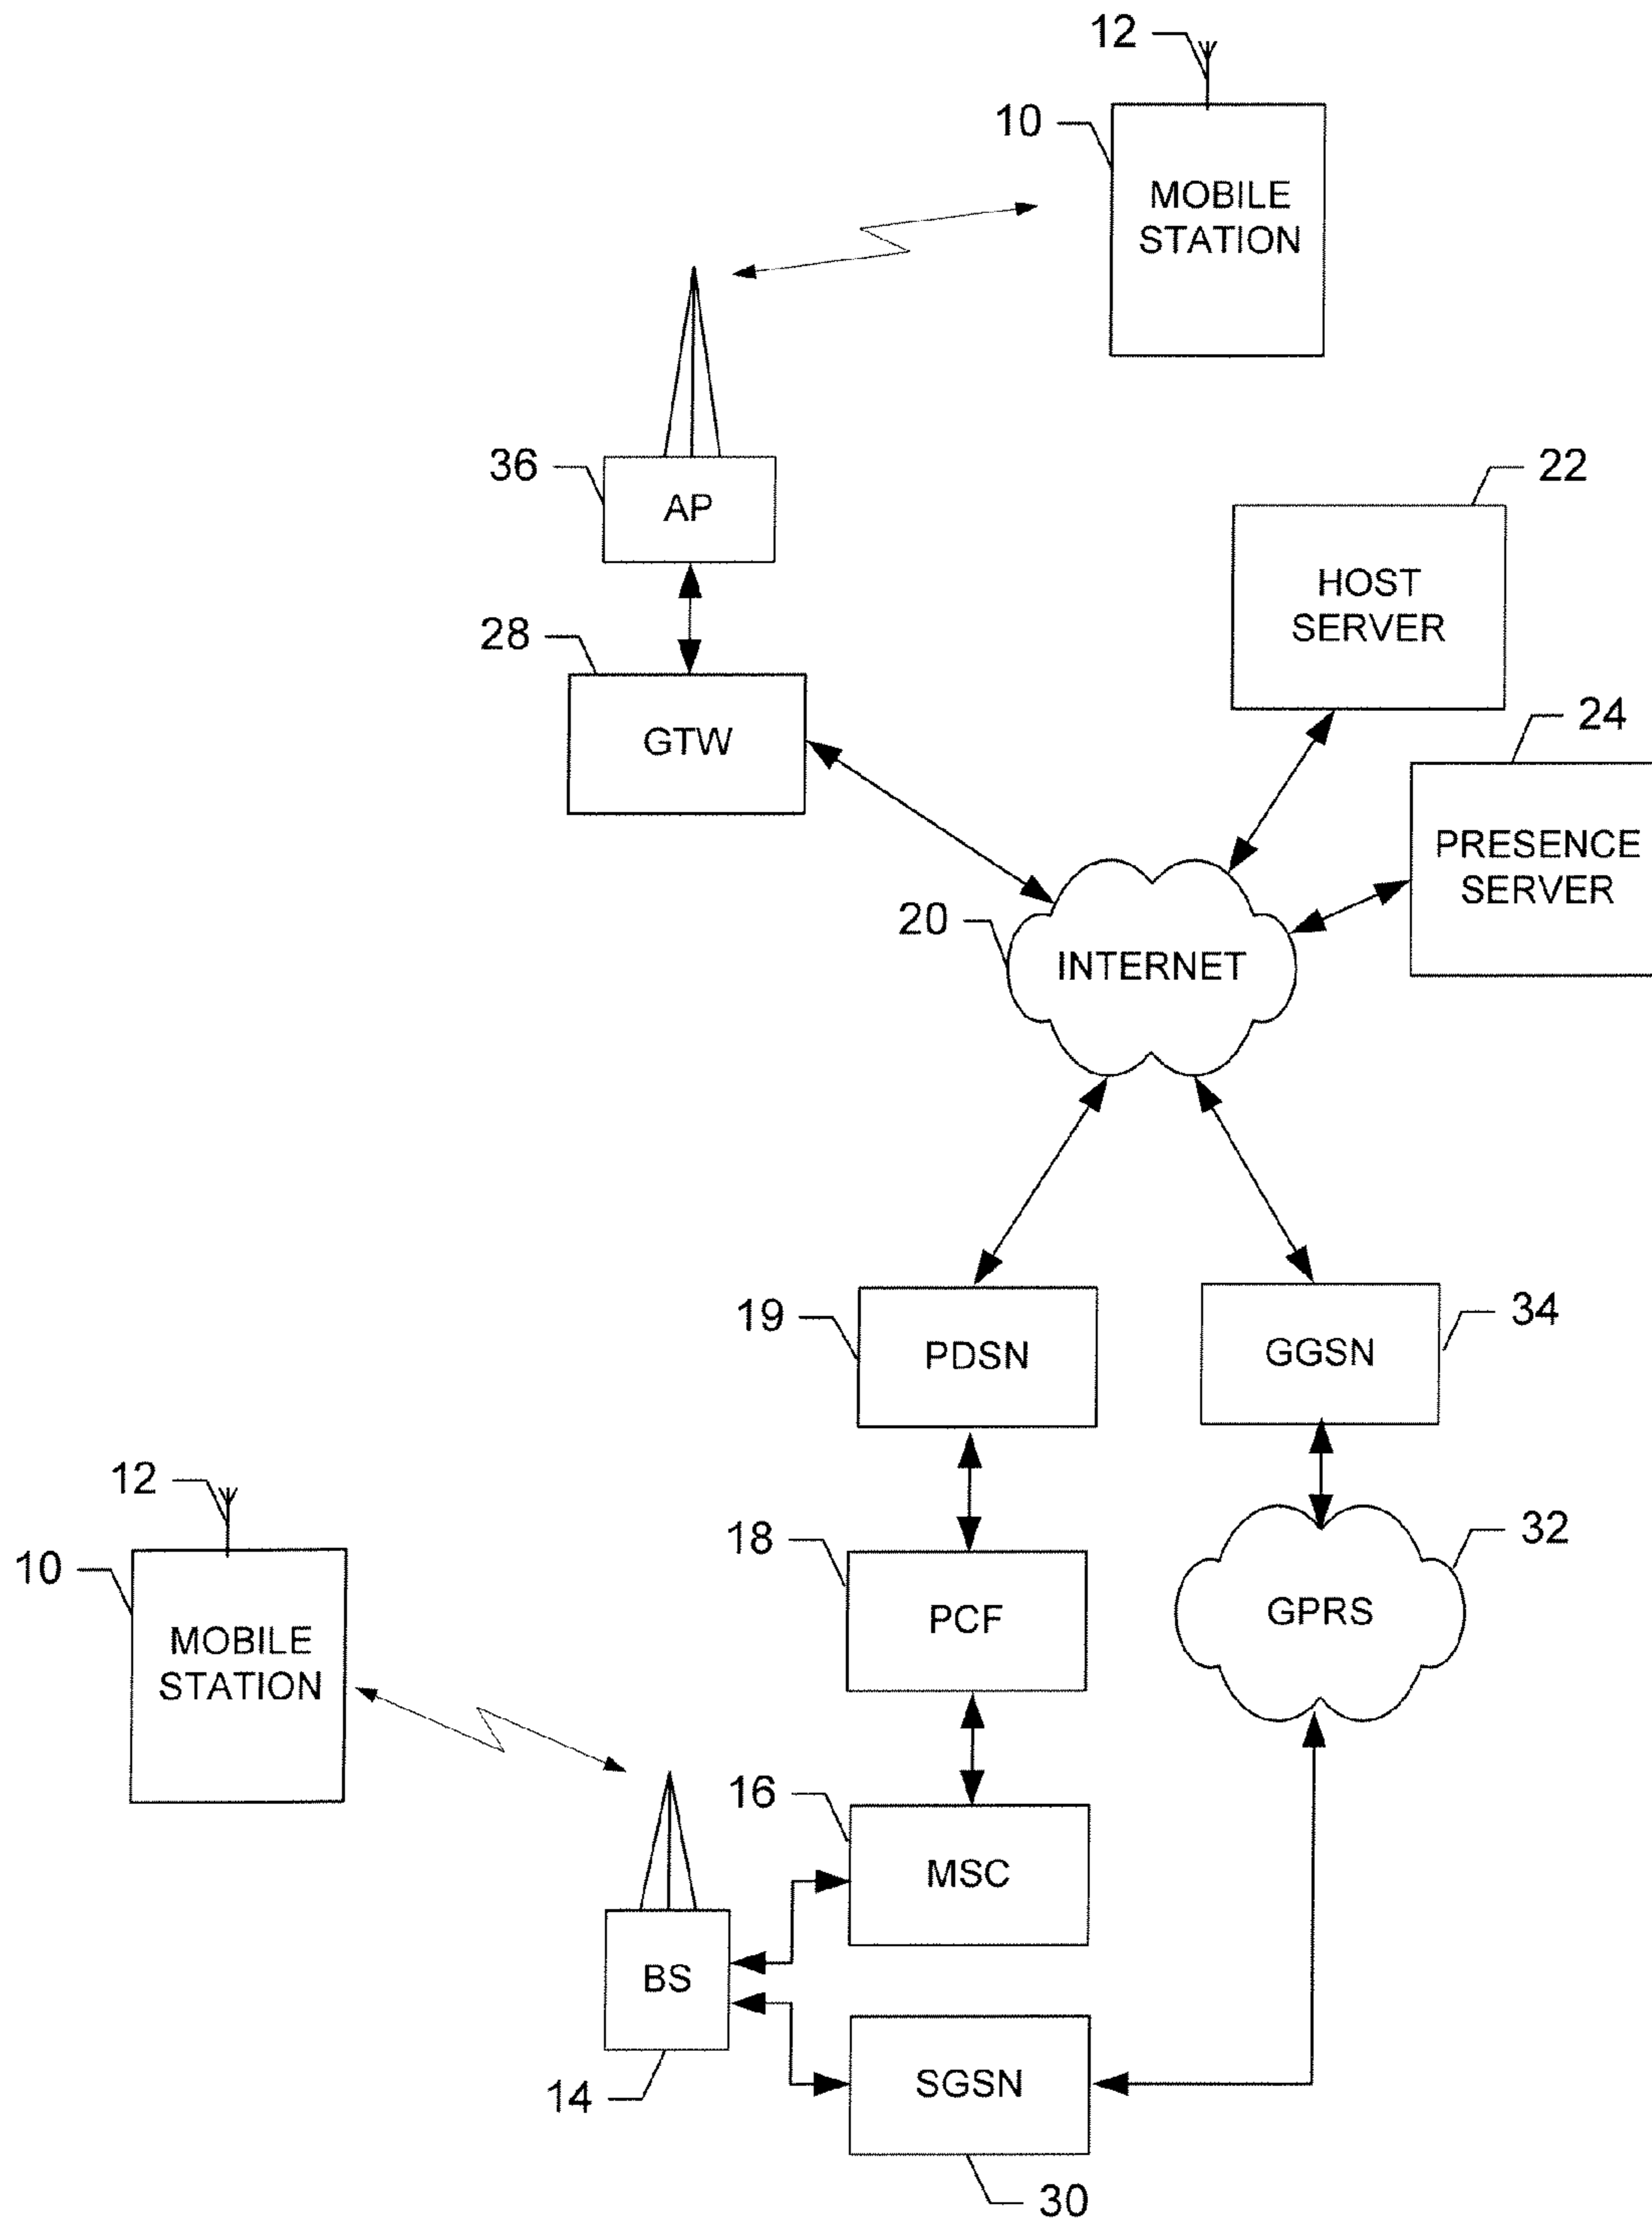 12
10
MOBILE
STATION
36
AP
22
HOST
SERVER
28
GTW
24
PRESENCE
SERVER
20
INTERNET
19
PDSN
34
GGSN
12
10
MOBILE
STATION
18
PCF
32
GPRS
16
MSC
BS
14
SGSN
30